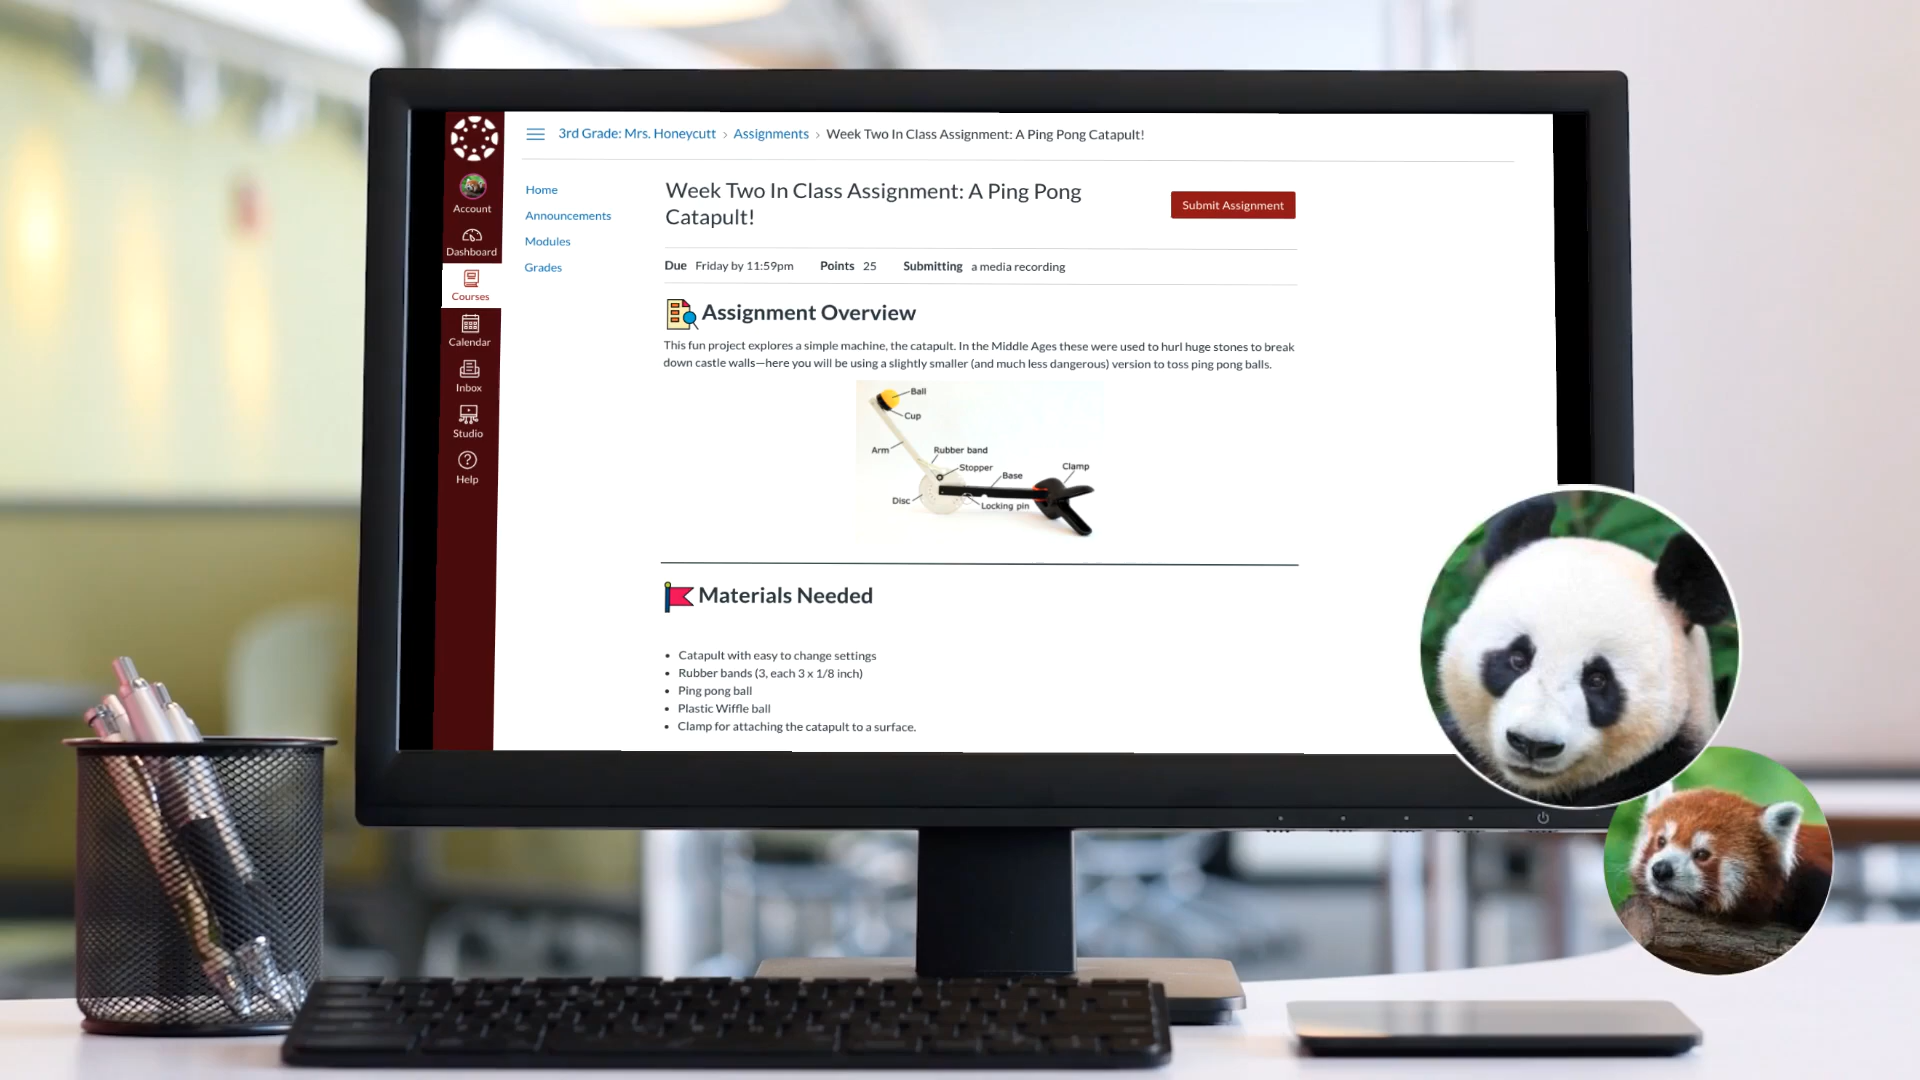 3rd Grade: Mrs. Honeycutt › Assignments › Week Two In Class Assignment: A Ping Pong Catapult!
Account
Dashboard
Courses
Calendar
Inbox
Studio
Help
Home
Announcements
Modules
Grades
Week Two In Class Assignment: A Ping Pong
Catapult!
Submit Assignment
Due Friday by 11:59pm Points 25 Submitting a media recording
Assignment Overview
This fun project explores a simple machine, the catapult. In the Middle Ages these were used to hurl huge stones to break
down castle walls—here you will be using a slightly smaller (and much less dangerous) version to toss ping pong balls.
Ball
Cup
Arm
Rubber band
Stopper
Base
Clamp
Disc
Locking pin
Materials Needed
• Catapult with easy to change settings
• Rubber bands (3, each 3 x 1/8 inch)
• Ping pong ball
• Plastic Wiffle ball
• Clamp for attaching the catapult to a surface.